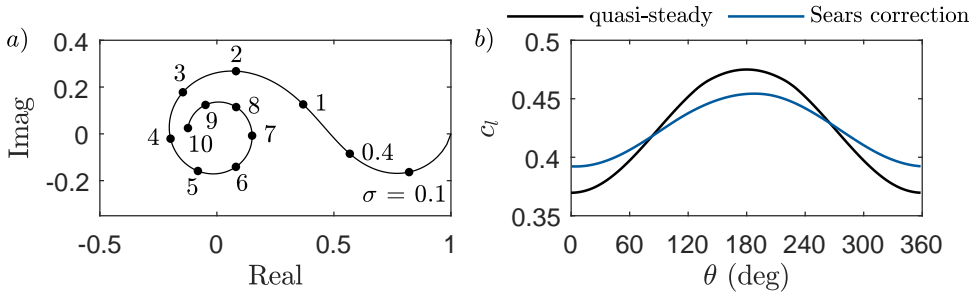 quasi-steady Sears correction
a)
0.4
0.2
0
-0.2
Imag
-0.5 0 0.5 1
Real
1
2
3
4
5
6
7
8
9
10
0.4
σ = 0.1
b)
0.5
0.45
0.4
0.35
c_l
0 60 120 180 240 300 360
θ (deg)